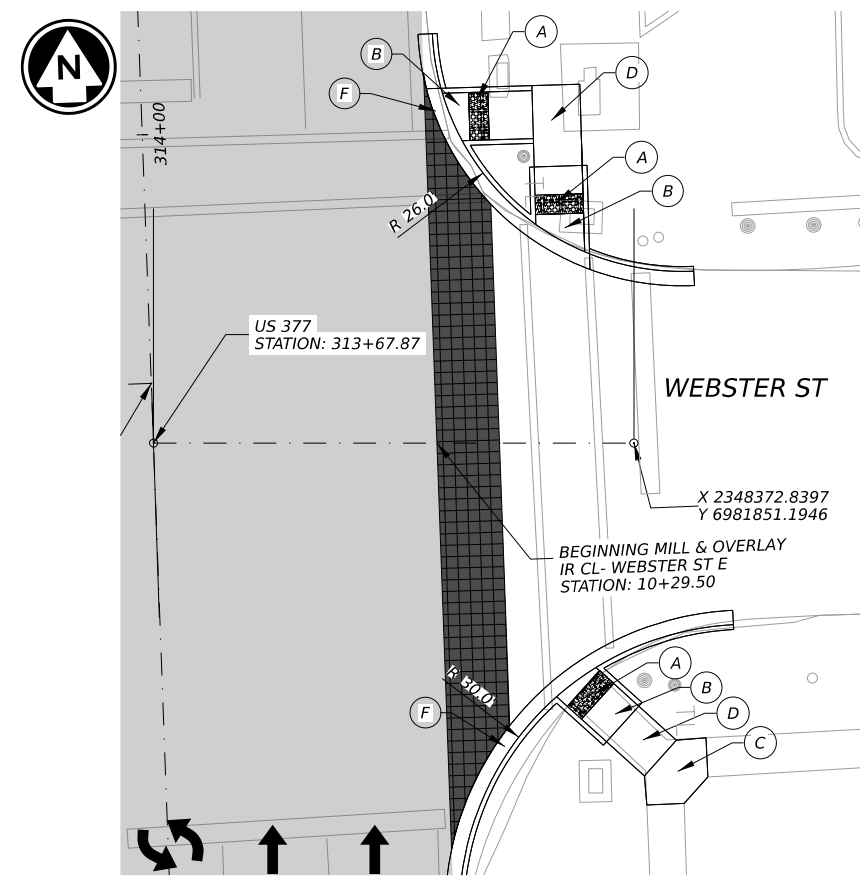 A
B
N
D
F
314+00
A
B
R 26.0
US 377
STATION: 313+67.87
WEBSTER ST
X 2348372.8397
Y 6981851.1946
BEGINNING MILL & OVERLAY
IR CL- WEBSTER ST E
STATION: 10+29.50
A
R 30.0
B
F
D
C